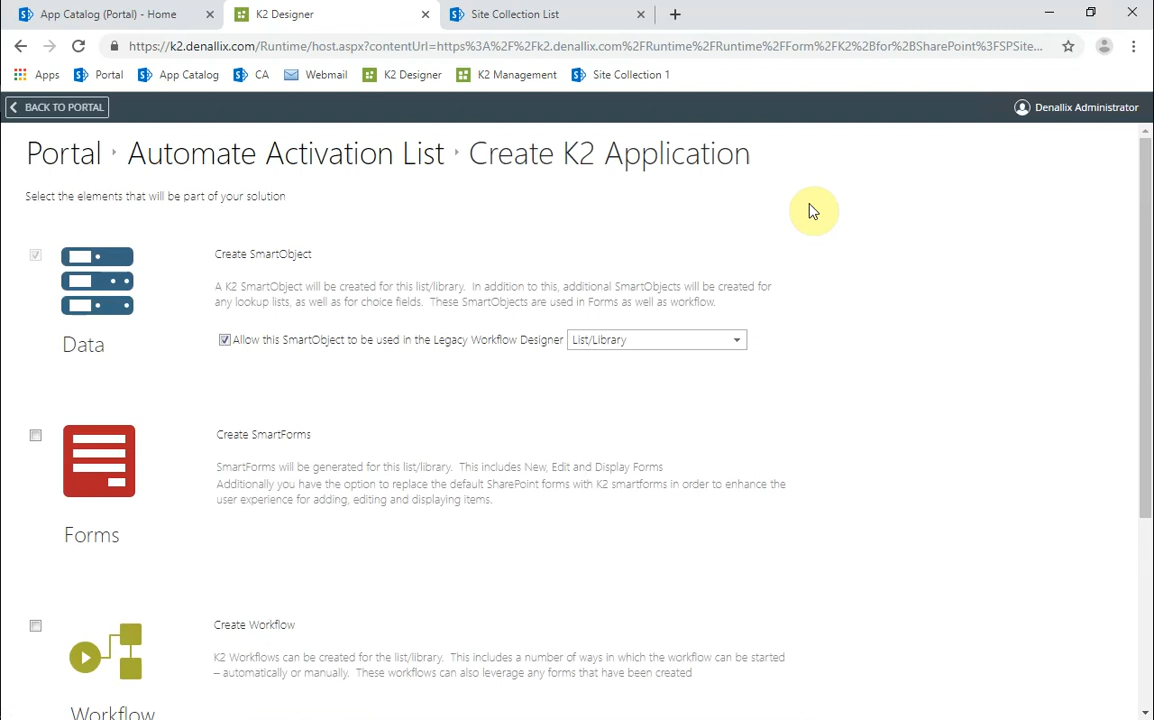 App Catalog (Portal) - Home
K2 Designer
Site Collection List
https://k2.denallix.com/Runtime/host.aspx?contentUrl=https%3A%2F%2Fk2.denallix.com%2FRuntime%2FRuntime%2FForm%2FK2%2Bfor%2BSharePoint%3FSPSite...
Apps
Portal
App Catalog
CA
Webmail
K2 Designer
K2 Management
Site Collection 1
BACK TO PORTAL
Denallix Administrator
Portal Automate Activation List Create K2 Application
Select the elements that will be part of your solution
Create SmartObject
A K2 SmartObject will be created for this list/library. In addition to this, additional SmartObjects will be created for
any lookup lists, as well as for choice fields. These SmartObjects are used in Forms as well as workflow.
Allow this SmartObject to be used in the Legacy Workflow Designer List/Library
Data
Create SmartForms
SmartForms will be generated for this list/library. This includes New, Edit and Display Forms
Additionally you have the option to replace the default SharePoint forms with K2 smartforms in order to enhance the
user experience for adding, editing and displaying items.
Forms
Create Workflow
K2 Workflows can be created for the list/library. This includes a number of ways in which the workflow can be started
– automatically or manually. These workflows can also leverage any forms that have been created
Workflow